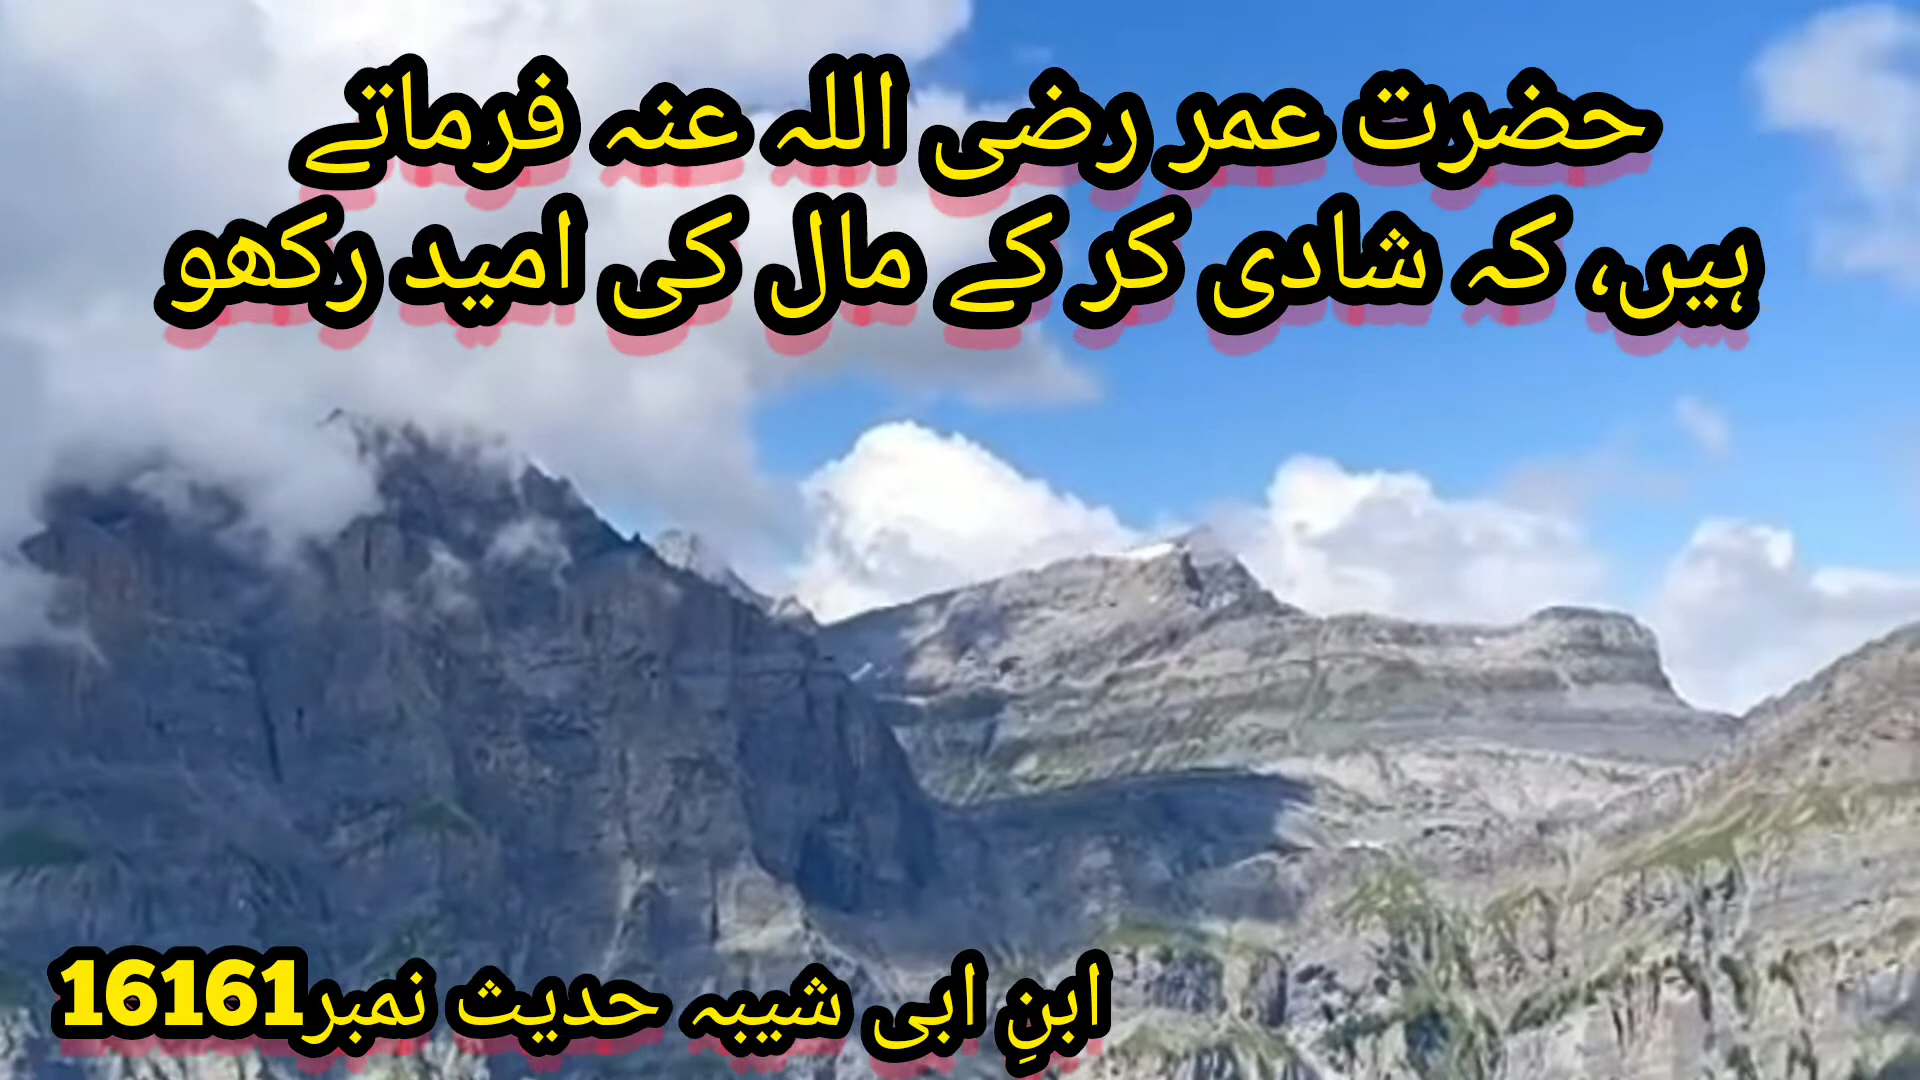 حضرت عمر رضی اللہ عنہ فرماتے
ہیں، کہ شادی کر کے مال کی امید رکھو
ابنِ ابی شیبہ حدیث نمبر16161